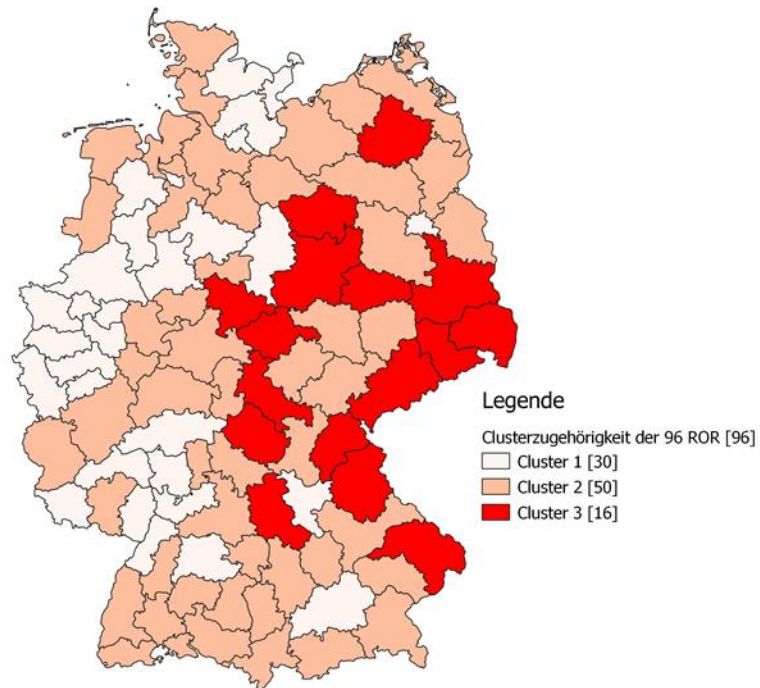 Legende
Clusterzugehörigkeit der 96 ROR [96]
Cluster 1 [30]
Cluster 2 [50]
Cluster 3 [16]